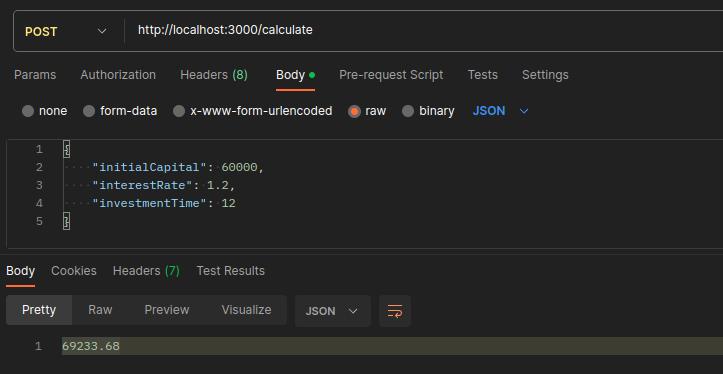 POST http://localhost:3000/calculate
Params Authorization Headers (8) Body Pre-request Script Tests Settings
none form-data x-www-form-urlencoded raw binary JSON
1 {
2 "initialCapital": 60000,
3 "interestRate": 1.2,
4 "investmentTime": 12
5 }
Body Cookies Headers (7) Test Results
Pretty Raw Preview Visualize JSON
1 69233.68